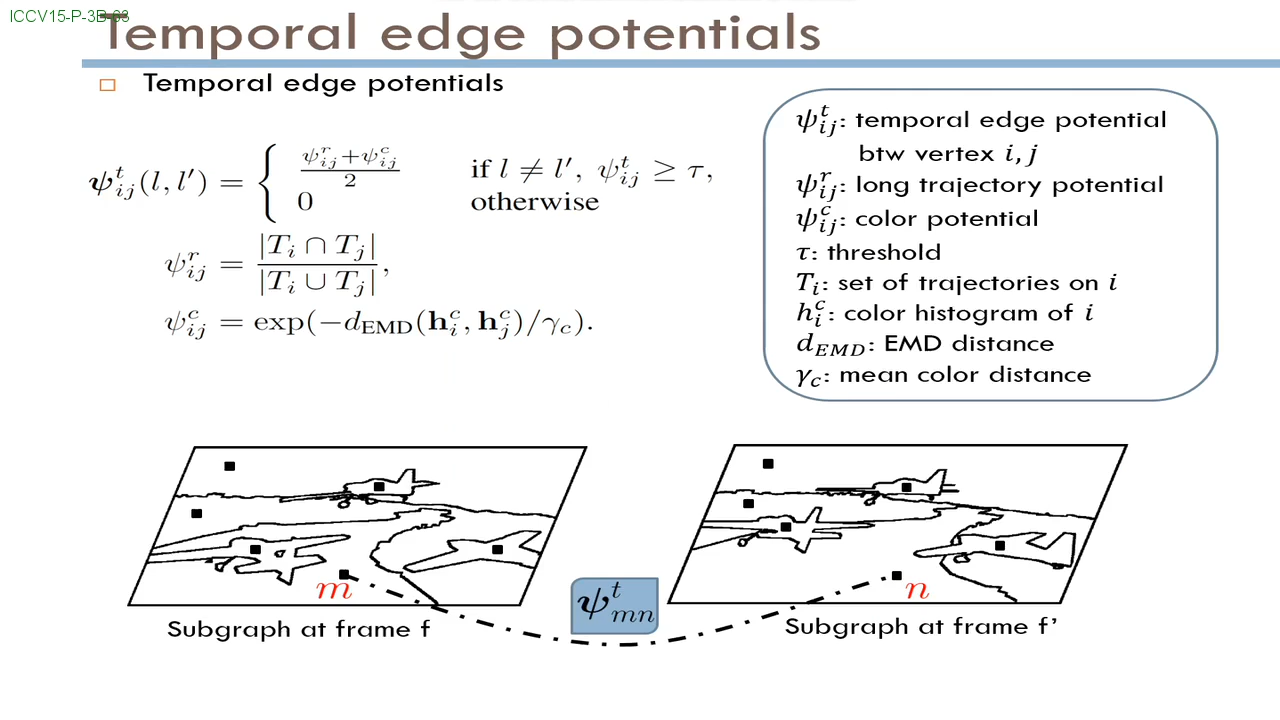 ICCV15-P-3B-63
Temporal edge potentials
Temporal edge potentials
ψ^t_ij(l, l′) = { (ψ^r_ij+ψ^c_ij)/2 if l ≠ l′, ψ^t_ij ≥ τ,
0 otherwise
ψ^r_ij = |T_i ∩ T_j| / |T_i ∪ T_j|,
ψ^c_ij = exp(−d_EMD(h^c_i, h^c_j)/γ_c).
ψ^t_ij: temporal edge potential
btw vertex i, j
ψ^r_ij: long trajectory potential
ψ^c_ij: color potential
τ: threshold
T_i: set of trajectories on i
h^c_i: color histogram of i
d_EMD: EMD distance
γ_c: mean color distance
m
n
ψ^t_mn
Subgraph at frame f
Subgraph at frame f’